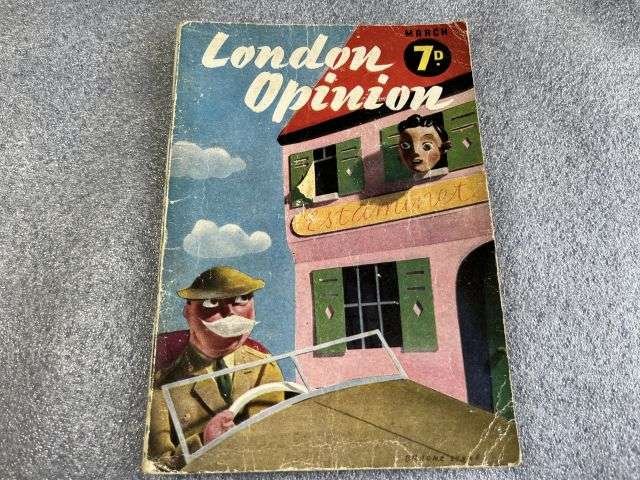 MARCH
7D.
London
Opinion
Estaminet